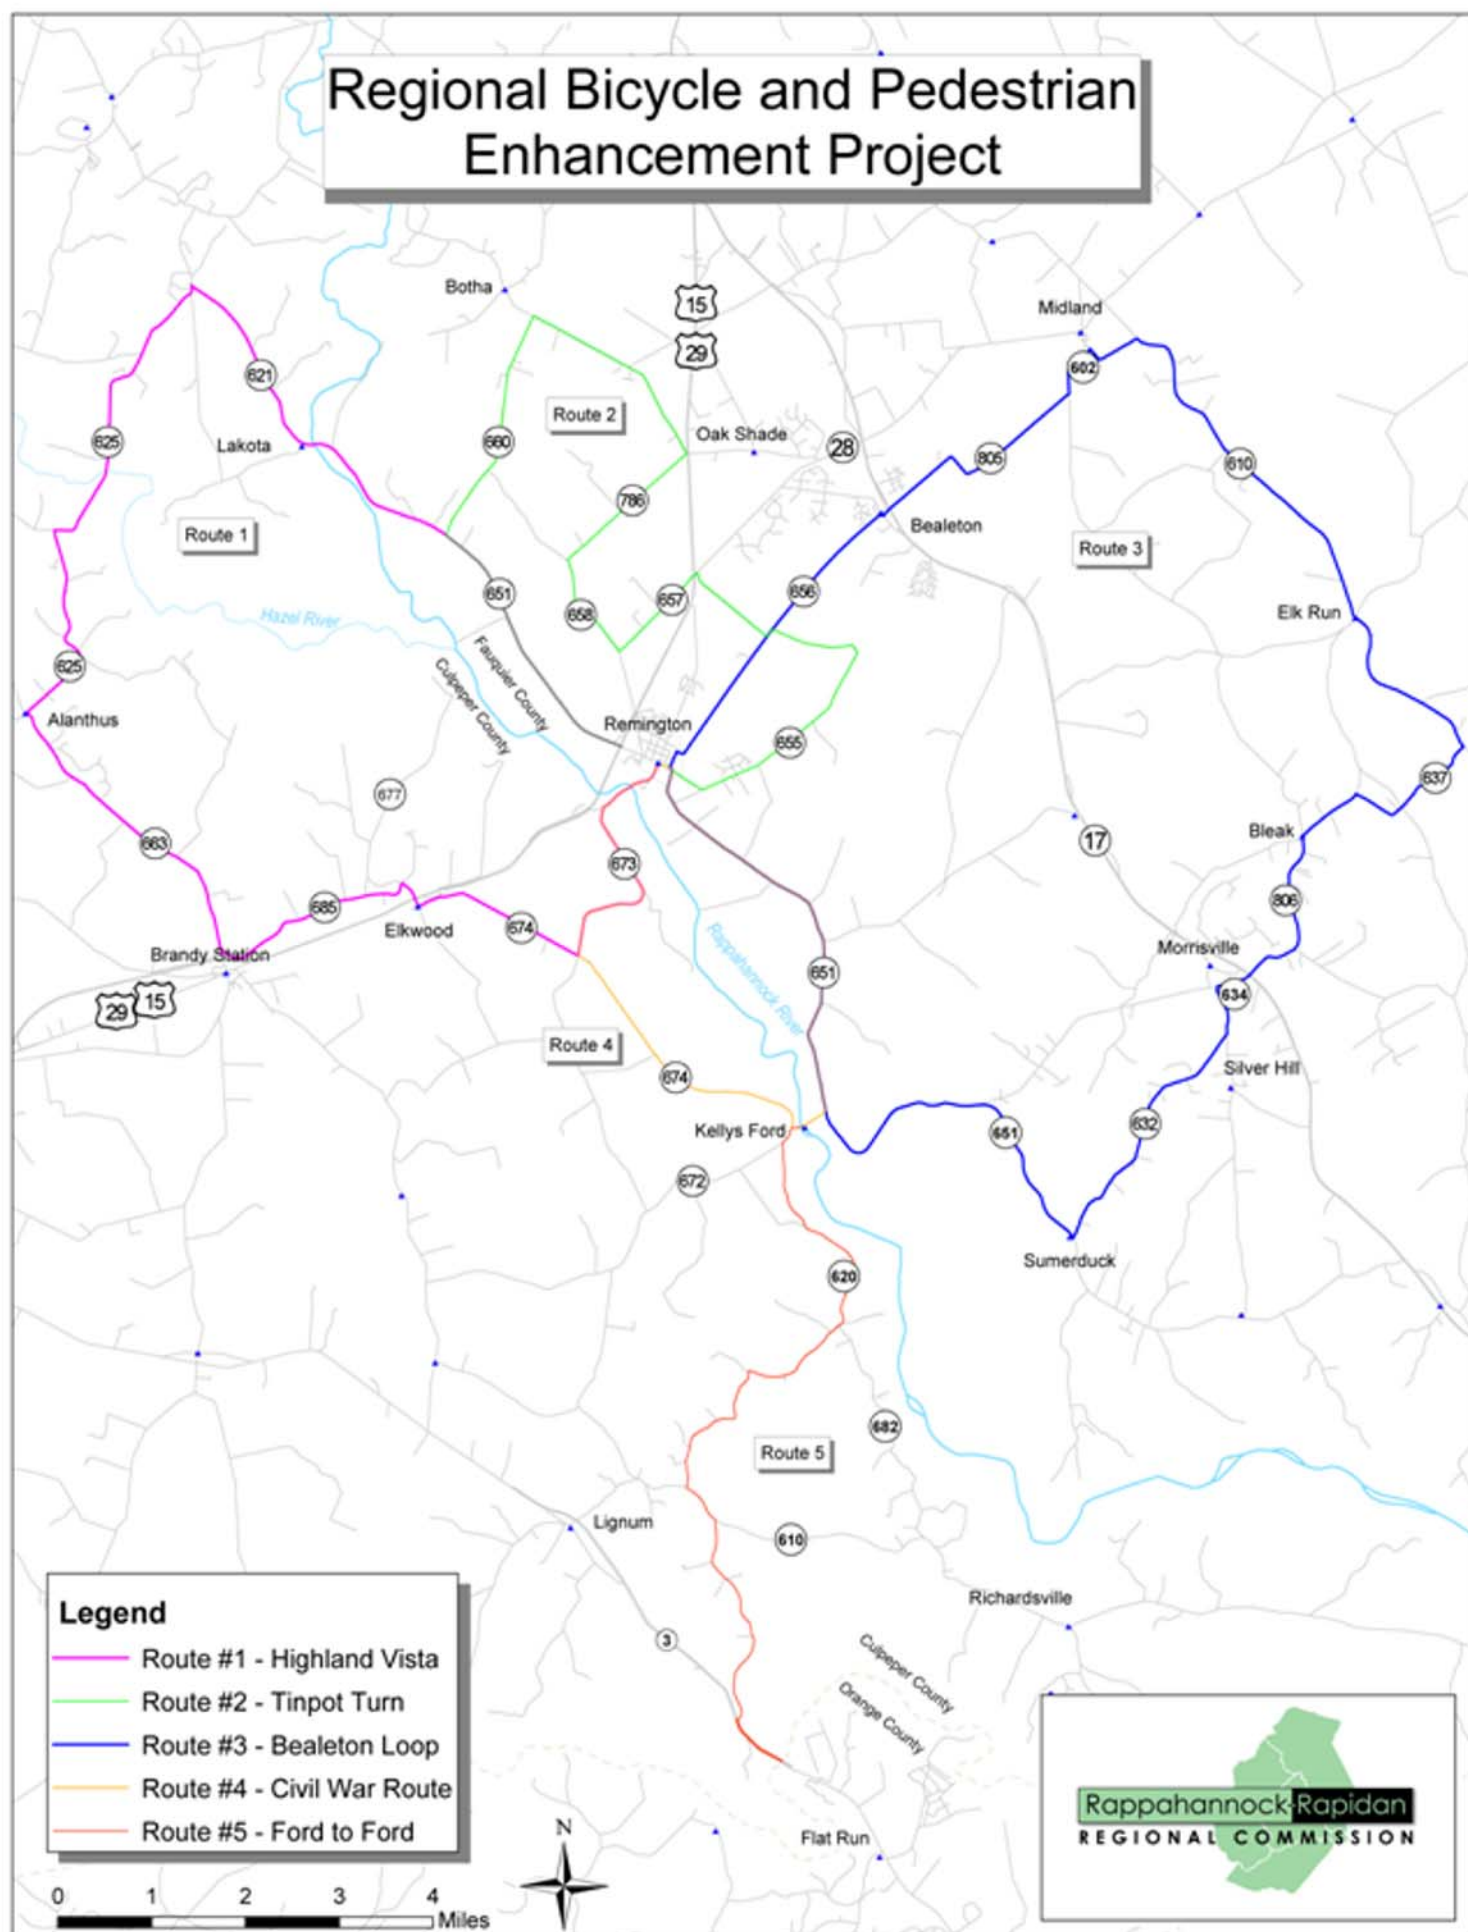 Regional Bicycle and Pedestrian
Enhancement Project
Botha
15
29
Midland
602
621
Route 2
Oak Shade
28
625
Lakota
660
805
610
786
Route 1
Bealeton
Route 3
651
658
657
656
Hazel River
Elk Run
Fauquier County
Culpeper County
625
Alanthus
Remington
655
637
677
Bleak
17
663
673
685
806
Elkwood
674
Brandy Station
Morrisville
29
15
Rappahannock River
651
634
Route 4
674
Silver Hill
Kellys Ford
651
632
672
Sumerduck
620
682
Route 5
Lignum
610
Richardsville
3
Culpeper County
Orange County
Flat Run
Legend
Route #1 - Highland Vista
Route #2 - Tinpot Turn
Route #3 - Bealeton Loop
Route #4 - Civil War Route
Route #5 - Ford to Ford
N
0 1 2 3 4
Miles
Rappahannock-Rapidan
REGIONAL COMMISSION